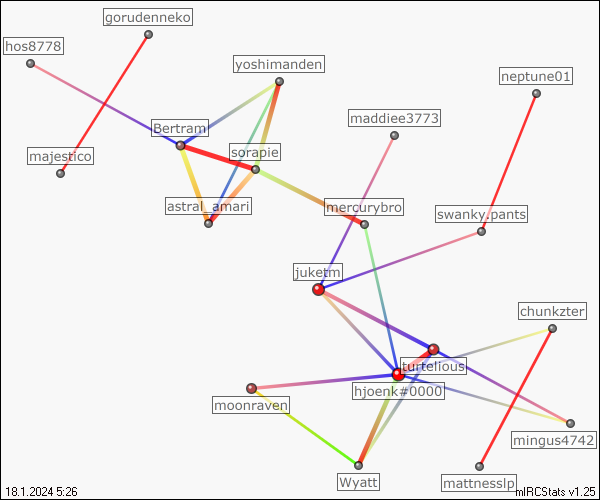 gorudenneko
hos8778
yoshimanden
neptune01
maddiee3773
Bertram
majestico
sorapie
astral_amari
mercurybro
swanky.pants
juketm
chunkzter
turtelious
hjoenk#0000
moonraven
mingus4742
Wyatt
mattnesslp
18.1.2024 5:26
mIRCStats v1.25